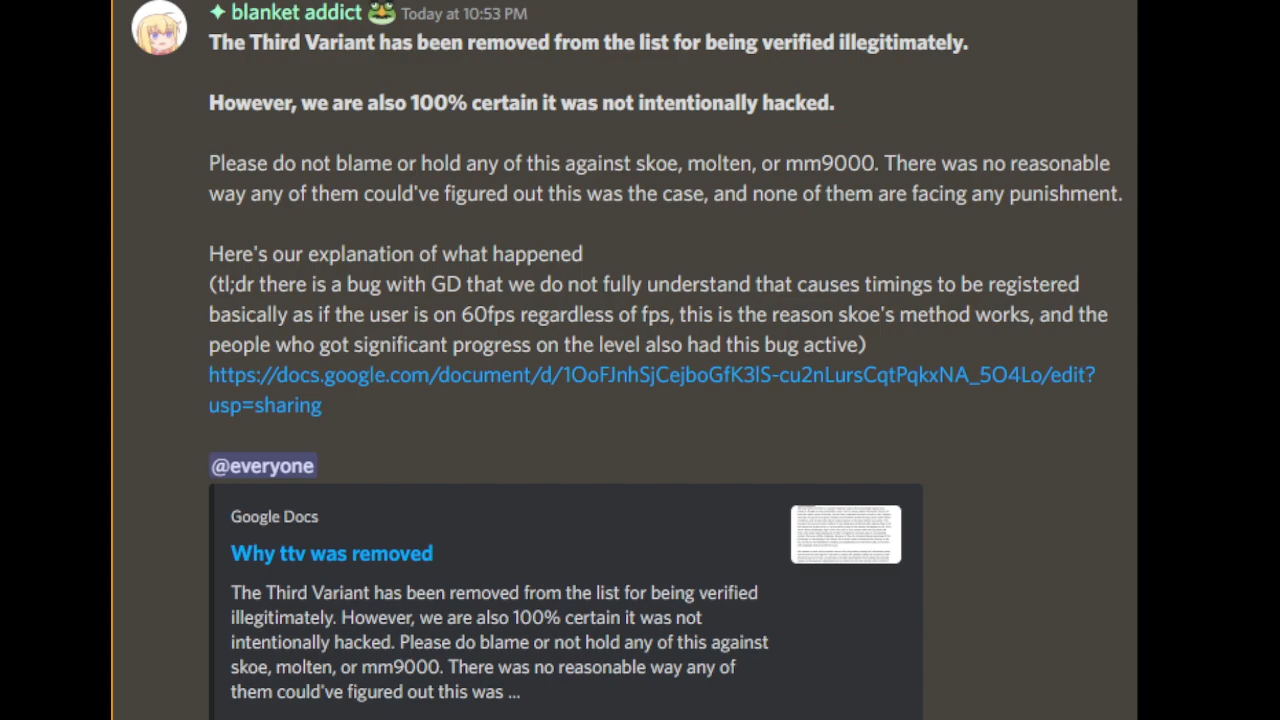 ✦ blanket addict Today at 10:53 PM
The Third Variant has been removed from the list for being verified illegitimately.
However, we are also 100% certain it was not intentionally hacked.
Please do not blame or hold any of this against skoe, molten, or mm9000. There was no reasonable
way any of them could've figured out this was the case, and none of them are facing any punishment.
Here's our explanation of what happened
(tl;dr there is a bug with GD that we do not fully understand that causes timings to be registered
basically as if the user is on 60fps regardless of fps, this is the reason skoe's method works, and the
people who got significant progress on the level also had this bug active)
https://docs.google.com/document/d/1OoFJnhSjCejboGfK3lS-cu2nLursCqtPqkxNA_5O4Lo/edit?
usp=sharing
@everyone
Google Docs
Why ttv was removed
The Third Variant has been removed from the list for being verified
illegitimately. However, we are also 100% certain it was not
intentionally hacked. Please do blame or not hold any of this against
skoe, molten, or mm9000. There was no reasonable way any of
them could've figured out this was ...